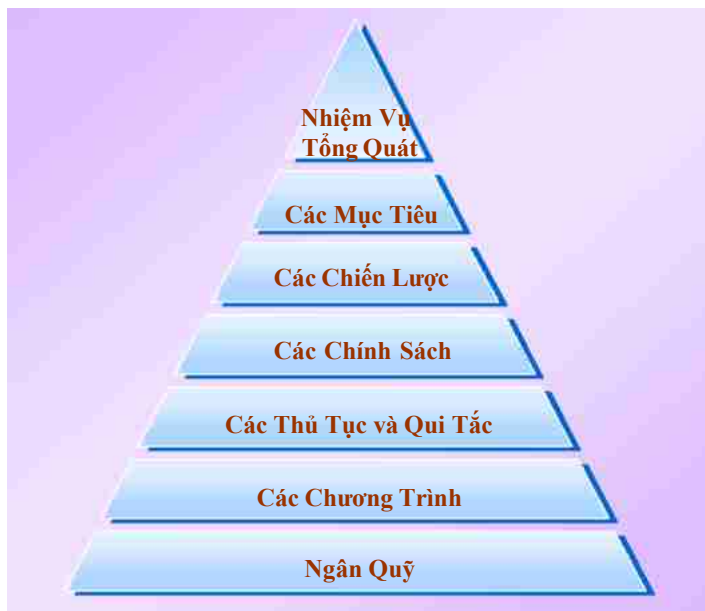 Nhiệm Vụ
Tổng Quát
Các Mục Tiêu
Các Chiến Lược
Các Chính Sách
Các Thủ Tục và Qui Tắc
Các Chương Trình
Ngân Quỹ